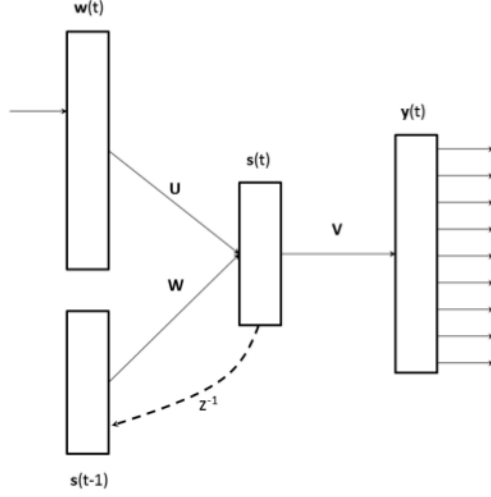 w(t)
y(t)
s(t)
U
V
W
z⁻¹
s(t-1)